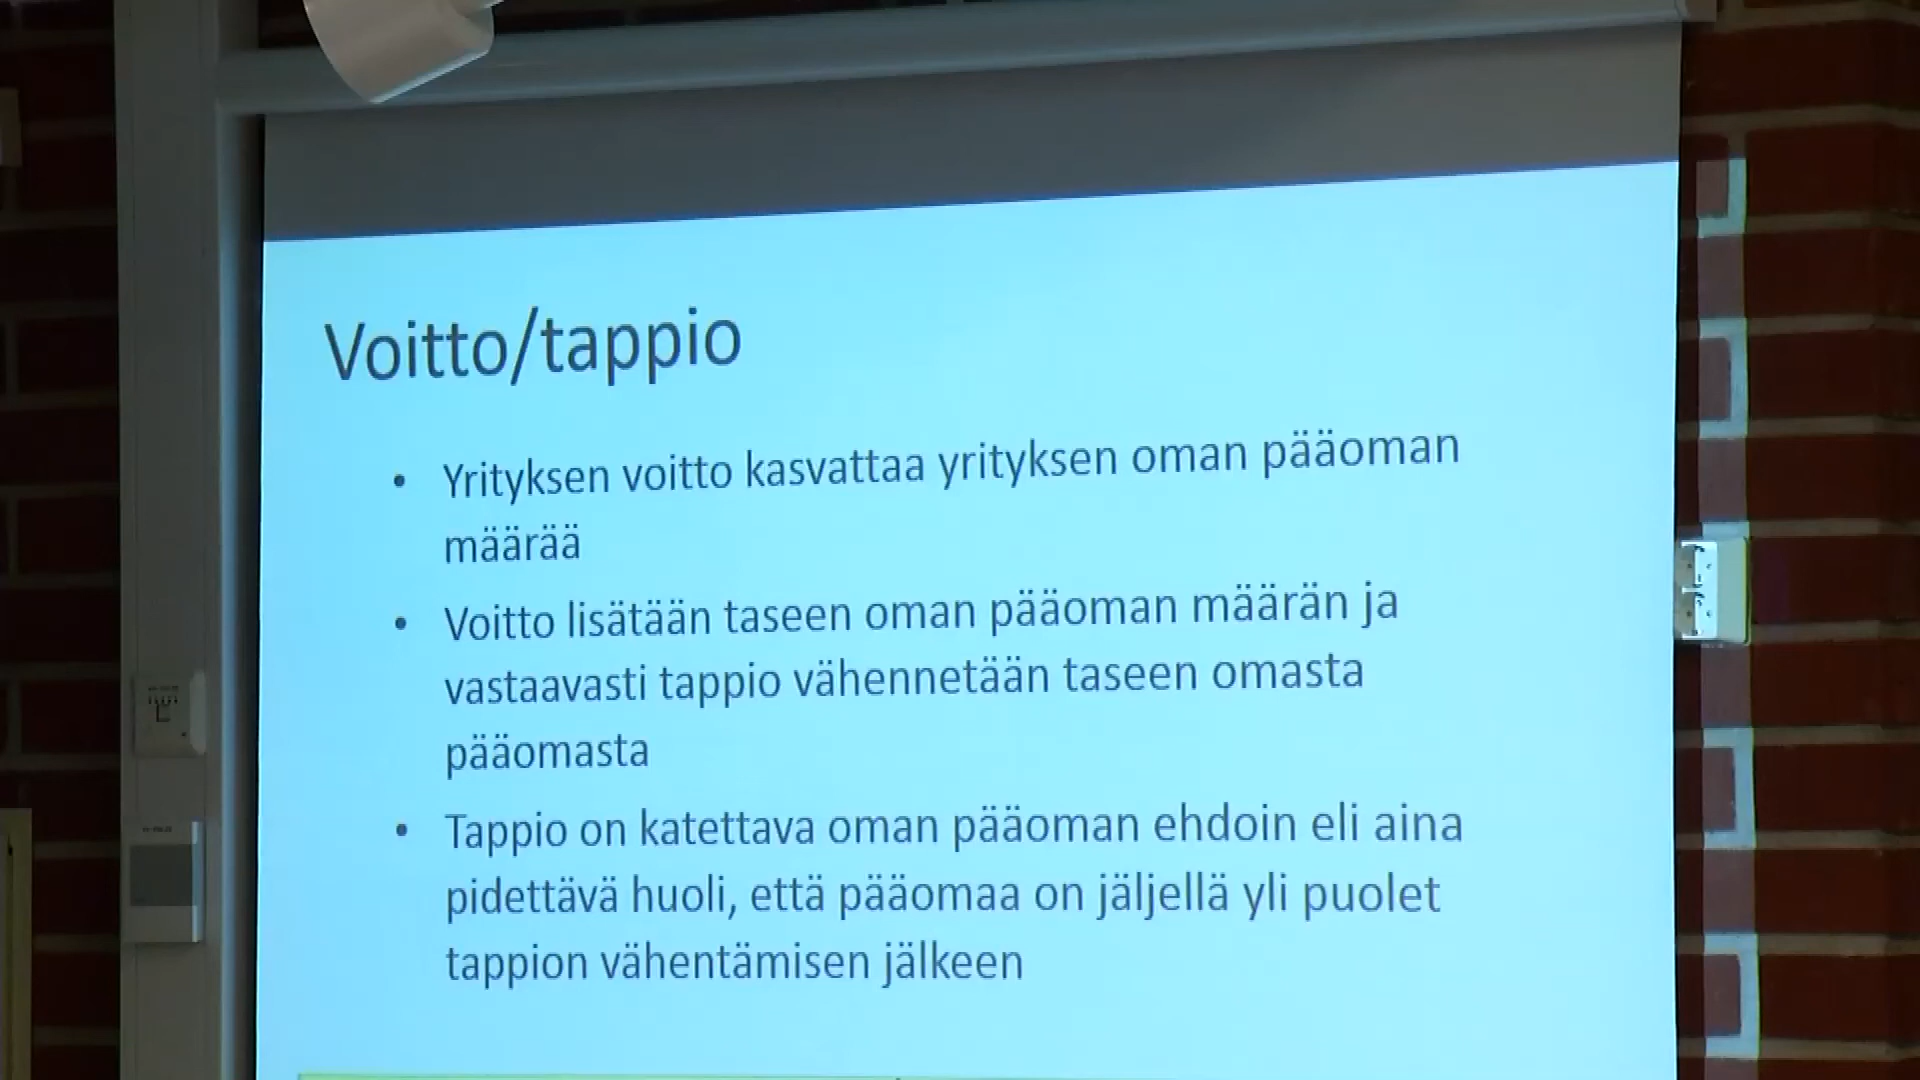 Voitto/tappio
• Yrityksen voitto kasvattaa yrityksen oman pääoman
määrää
• Voitto lisätään taseen oman pääoman määrän ja
vastaavasti tappio vähennetään taseen omasta
pääomasta
• Tappio on katettava oman pääoman ehdoin eli aina
pidettävä huoli, että pääomaa on jäljellä yli puolet
tappion vähentämisen jälkeen